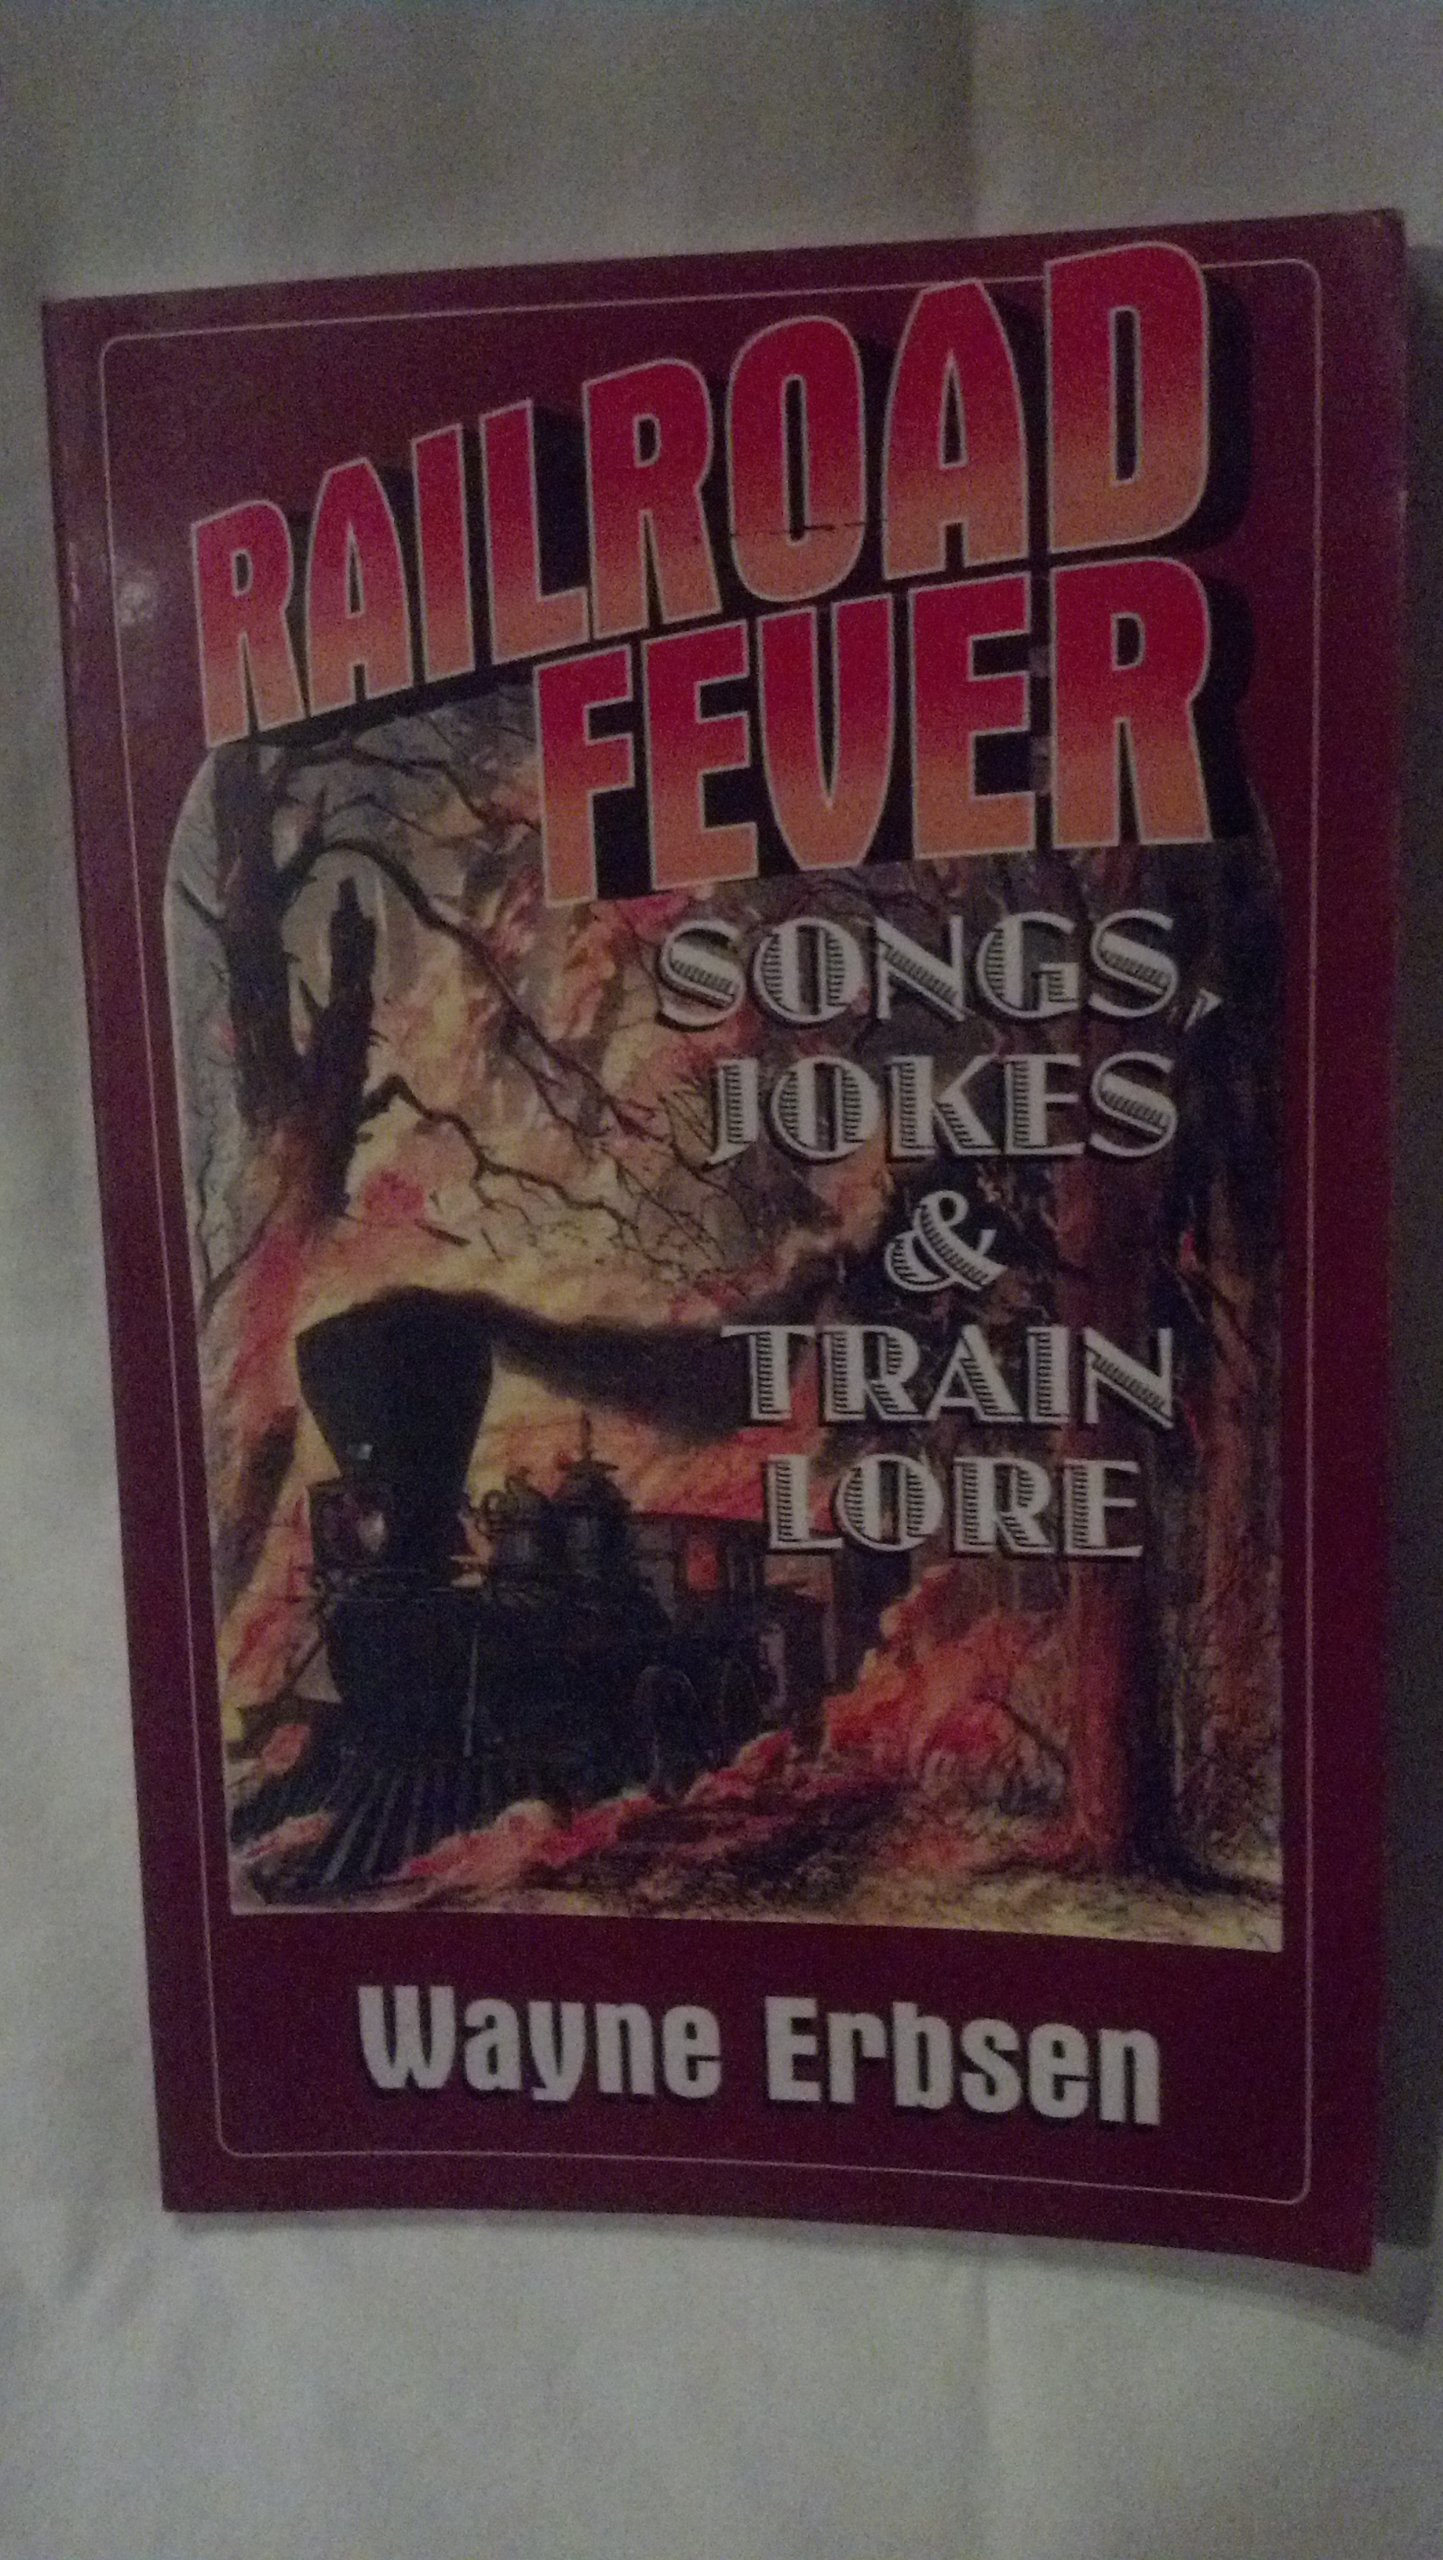 RAILROAD
FEVER
SONGS,
JOKES
&
TRAIN
LORE
Wayne Erbsen